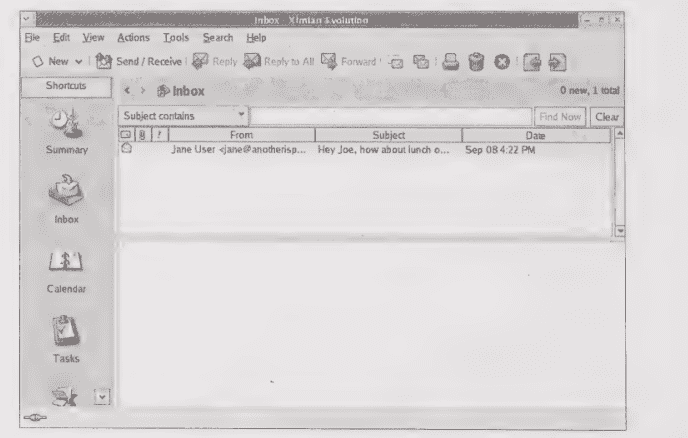 Inbox - Ximian Evolution
File Edit View Actions Tools Search Help
New Send / Receive Reply Reply to All Forward
Shortcuts
Inbox 0 new, 1 total
Subject contains Find Now Clear
! From Subject Date
Jane User <jane@anotherisp... Hey Joe, how about lunch o... Sep 08 4:22 PM
Summary
Inbox
Calendar
Tasks